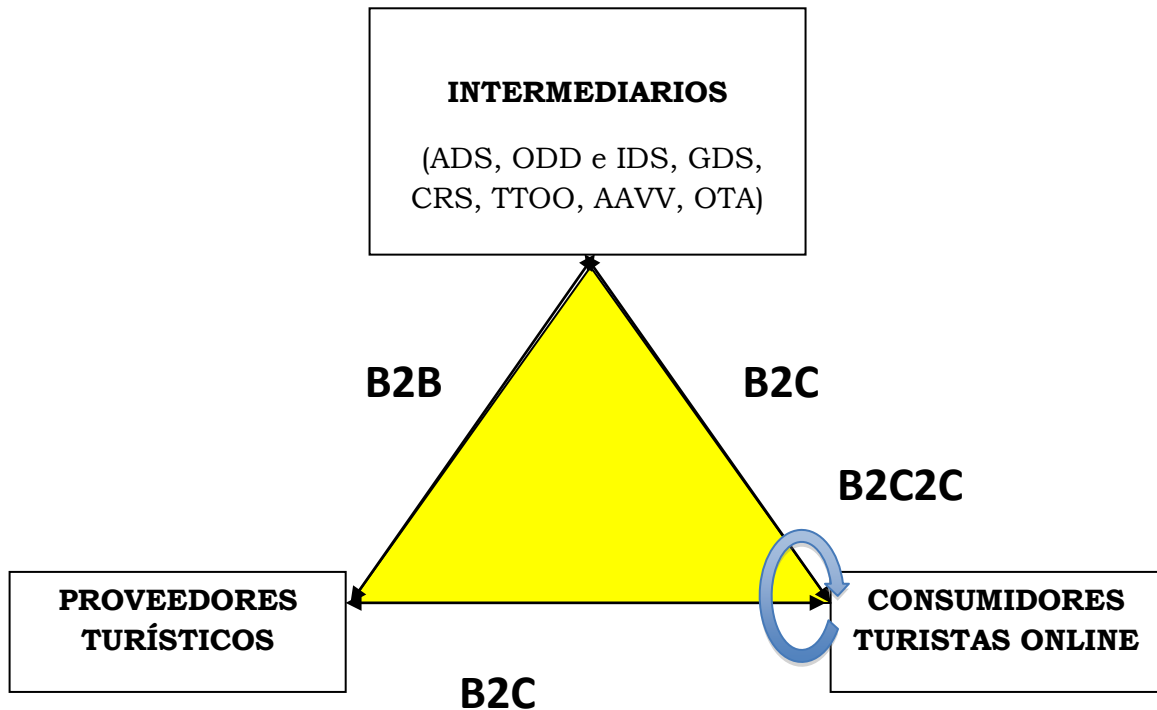 INTERMEDIARIOS
(ADS, ODD e IDS, GDS,
CRS, TTOO, AAVV, OTA)
B2B
B2C
B2C2C
PROVEEDORES
TURÍSTICOS
CONSUMIDORES
TURISTAS ONLINE
B2C